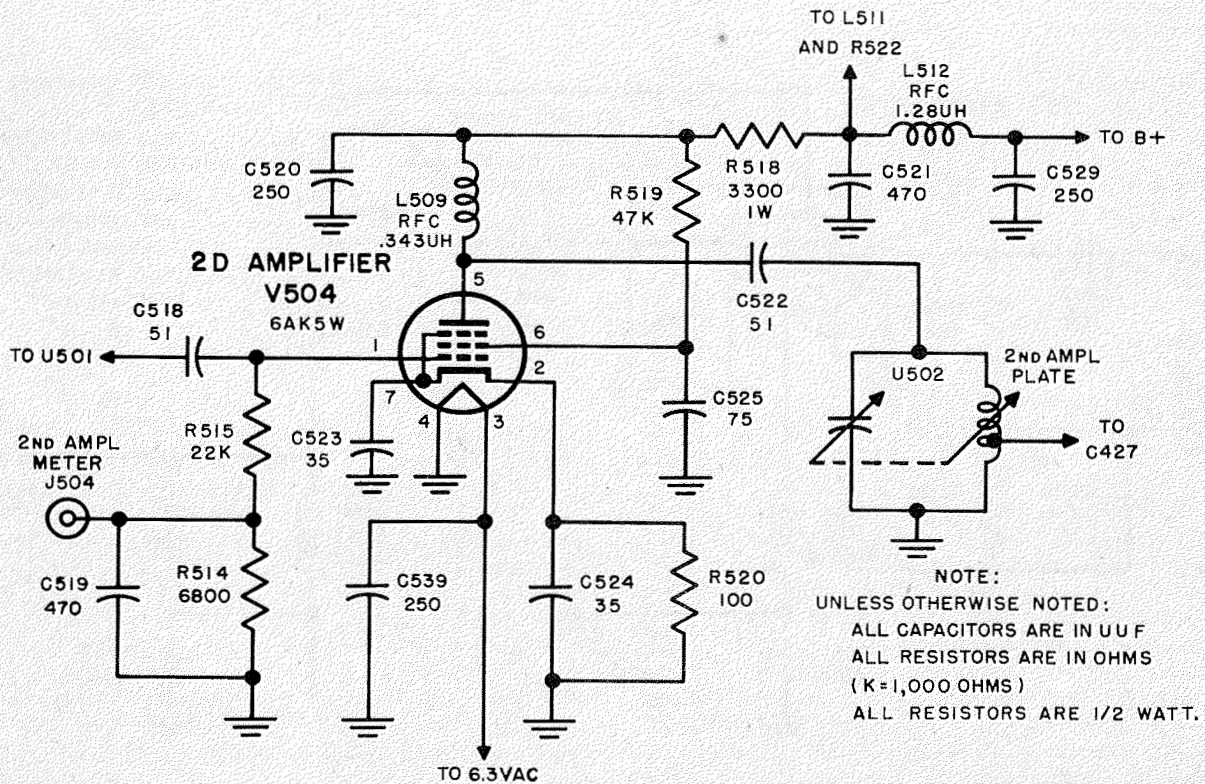 TO L511
AND R522
L512
RFC
1.28UH
TO B+
C520
250
L509
RFC
.343UH
R519
47K
R518
3300
1W
C521
470
C529
250
2D AMPLIFIER
V504
6AK5W
5
C518
51
C522
51
TO U501
1
6
2
7
4
3
U502
2ND AMPL
PLATE
C525
75
TO
C427
R515
22K
C523
35
2ND AMPL
METER
J504
C519
470
R514
6800
C539
250
C524
35
R520
100
NOTE:
UNLESS OTHERWISE NOTED:
ALL CAPACITORS ARE IN UUF
ALL RESISTORS ARE IN OHMS
(K=1,000 OHMS)
ALL RESISTORS ARE 1/2 WATT.
TO 6.3VAC